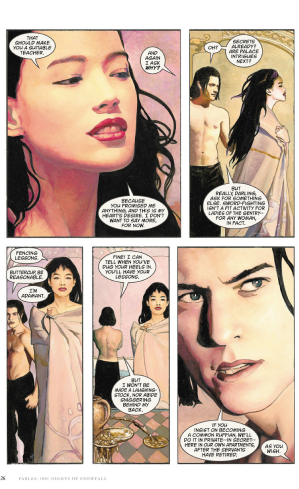 THAT
SHOULD MAKE
YOU A SUITABLE
TEACHER.
AND
AGAIN
I ASK
WHY?
BECAUSE
YOU PROMISED ME
ANYTHING, AND THIS IS MY
HEART'S DESIRE. I DON'T
WANT TO SAY MORE,
FOR NOW.
OH?
SECRETS
ALREADY?
ARE PALACE
INTRIGUES
NEXT?
BUT
REALLY, DARLING,
ASK FOR SOMETHING
ELSE. SWORD-FIGHTING
ISN'T A FIT ACTIVITY FOR
LADIES OF THE GENTRY--
FOR ANY WOMAN,
IN FACT.
FENCING
LESSONS.
BUTTERCUP, BE
REASONABLE.
I'M
ADAMANT.
FINE! I CAN
TELL WHEN YOU'VE
DUG YOUR HEELS IN.
YOU'LL HAVE YOUR
LESSONS.
BUT
I WON'T BE
MADE A LAUGHING-
STOCK, NOR ABIDE
SNIGGERING
BEHIND MY
BACK.
IF YOU
INSIST ON BECOMING
A COMMON RUFFIAN, WE'LL
DO IT IN PRIVATE--IN SECRET--
HERE IN OUR OWN APARTMENTS,
AFTER THE SERVANTS
HAVE RETIRED.
AS YOU
WISH.
26 FABLES: 1001 NIGHTS OF SNOWFALL